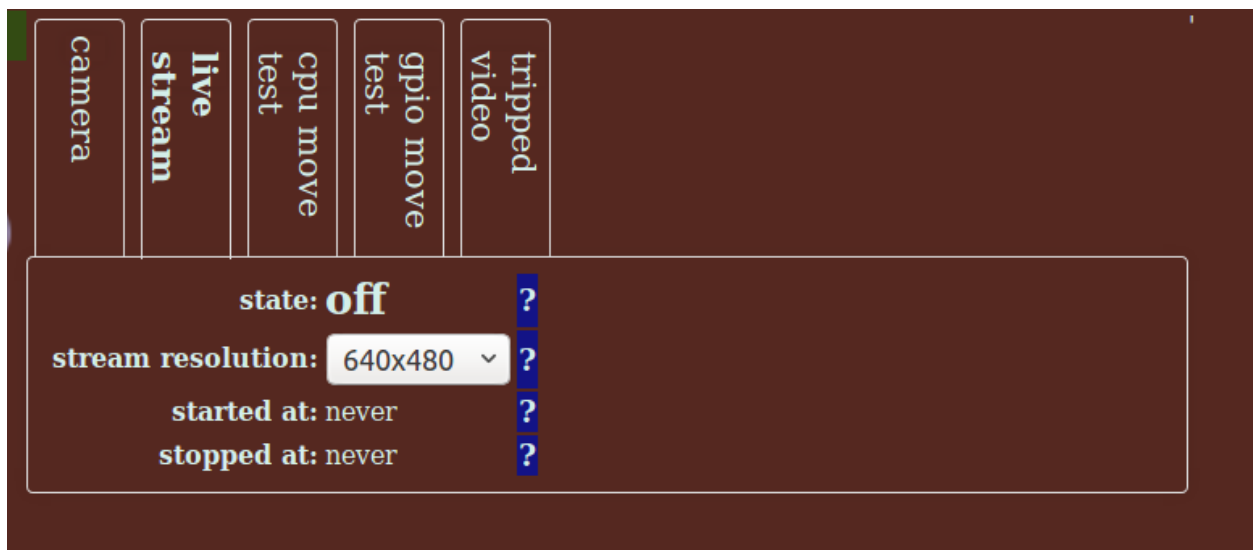 camera
live
stream
cpu move
test
gpio move
test
tripped
video
state: off ?
stream resolution: 640x480 ?
started at: never ?
stopped at: never ?